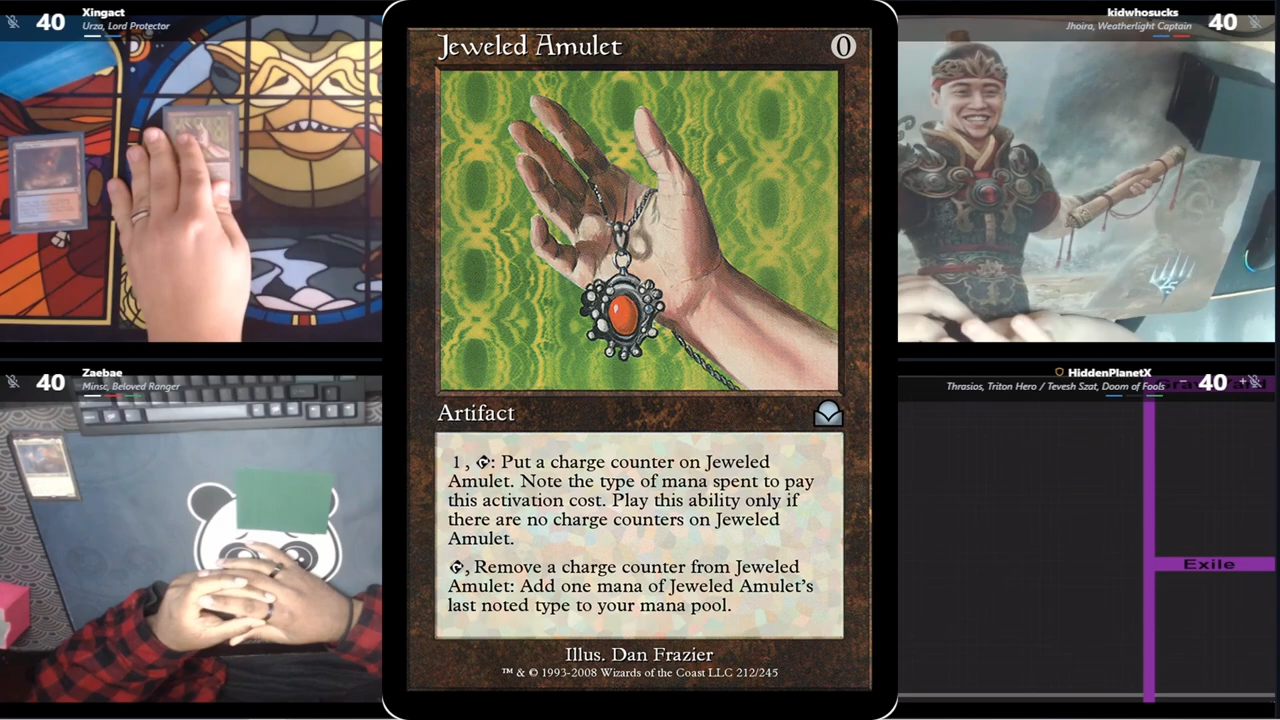 40
Xingact
Urza, Lord Protector
Jeweled Amulet
0
Artifact
1, : Put a charge counter on Jeweled
Amulet. Note the type of mana spent to pay
this activation cost. Play this ability only if
there are no charge counters on Jeweled
Amulet.
, Remove a charge counter from Jeweled
Amulet: Add one mana of Jeweled Amulet's
last noted type to your mana pool.
Illus. Dan Frazier
™ & © 1993-2008 Wizards of the Coast LLC 212/245
kidwhosucks
Jhoira, Weatherlight Captain
40
40
Zaebae
Minsc, Beloved Ranger
HiddenPlanetX
Thrasios, Triton Hero / Tevesh Szat, Doom of Fools
- 40 +
Exile